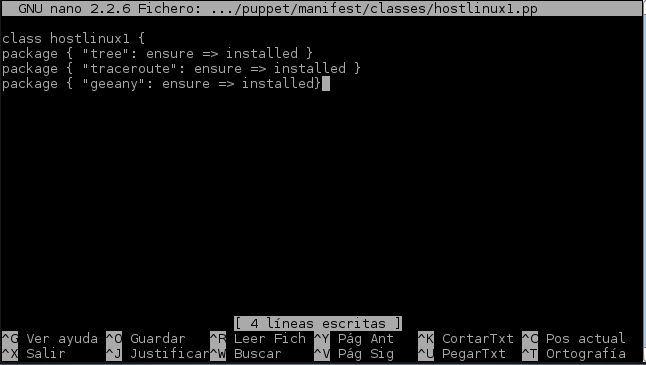 GNU nano 2.2.6 Fichero: .../puppet/manifest/classes/hostlinux1.pp
class hostlinux1 {
package { "tree": ensure => installed }
package { "traceroute": ensure => installed }
package { "geeany": ensure => installed}
[ 4 líneas escritas ]
^G Ver ayuda ^O Guardar ^R Leer Fich ^Y Pág Ant ^K CortarTxt ^C Pos actual
^X Salir ^J Justificar ^W Buscar ^V Pág Sig ^U PegarTxt ^T Ortografía